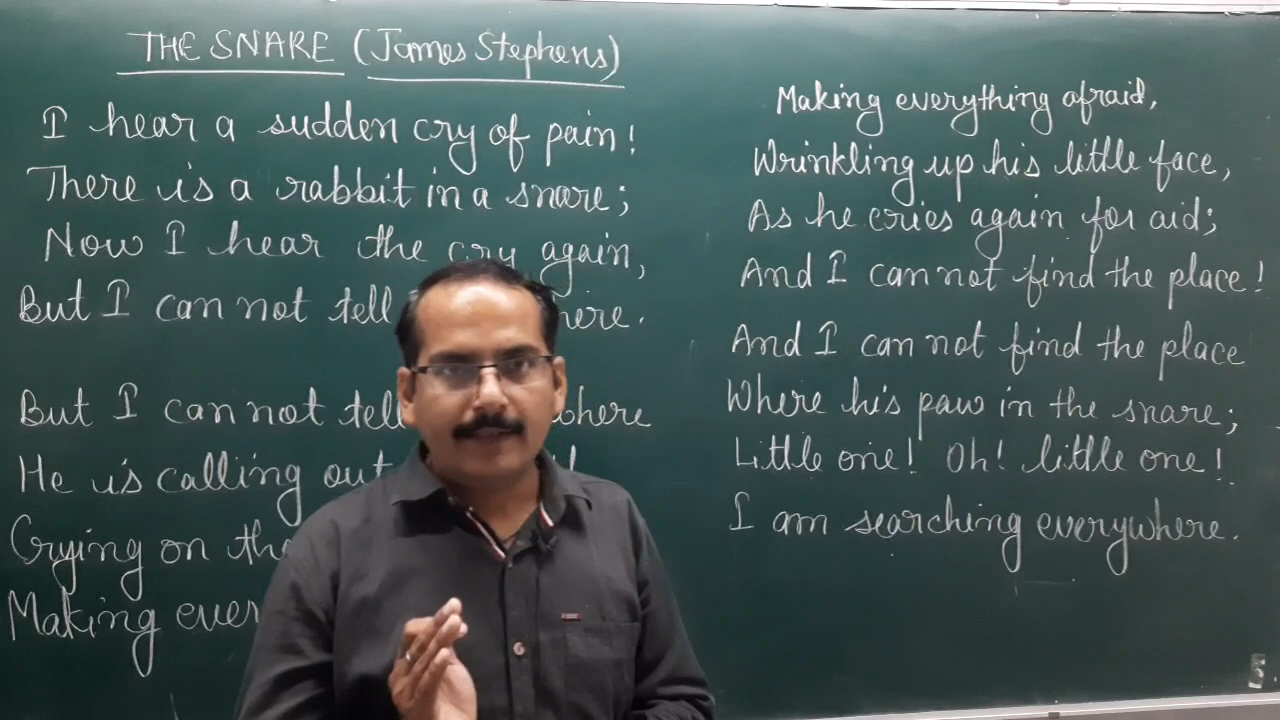 THE SNARE (James Stephens)
I hear a sudden cry of pain!
There is a rabbit in a snare;
Now I hear the cry again,
But I can not tell here.
But I can not tell where
He is calling out
Crying on the
Making ever
Making everything afraid,
Wrinkling up his little face,
As he cries again for aid;
And I can not find the place!
And I can not find the place
Where his paw in the snare;
Little one! Oh! little one!
I am searching everywhere.